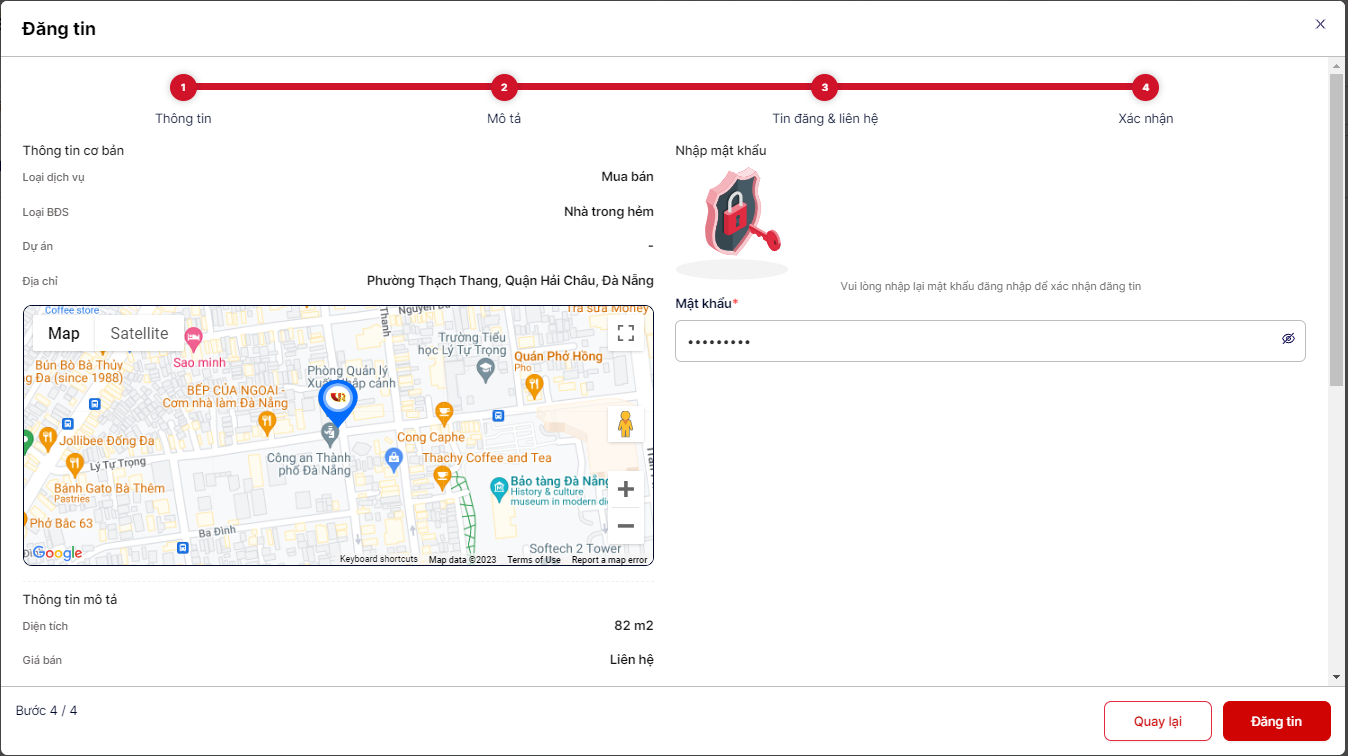 Đăng tin
1
2
3
4
Thông tin
Mô tả
Tin đăng & liên hệ
Xác nhận
Thông tin cơ bản
Loại dịch vụ
Mua bán
Loại BĐS
Nhà trong hẻm
Dự án
-
Địa chỉ
Phường Thạch Thang, Quận Hải Châu, Đà Nẵng
Coffee store
Map
Satellite
Thanh
Nguyễn Du
Trà sữa Money
Sao minh
Trường Tiểu
học Lý Tự Trọng
Quán Phở Hồng
Pho
Bún Bò Bà Thủy
ng Đa (since 1988)
Phòng Quản lý
Xuất Nhập cảnh
BẾP CỦA NGOẠI -
Cơm nhà làm Đà Nẵng
Cong Caphe
Jollibee Đống Đa
Lý Tự Trọng
Công an Thành
phố Đà Nẵng
Thachy Coffee and Tea
Bánh Gato Bà Thêm
Pastries
Bảo tàng Đà Nẵng
History & culture
museum in modern di
Phở Bắc 63
Ba Đình
Softech 2 Tower
Google
Keyboard shortcuts
Map data ©2023
Terms of Use
Report a map error
Thông tin mô tả
Diện tích
82 m2
Giá bán
Liên hệ
Nhập mật khẩu
Vui lòng nhập lại mật khẩu đăng nhập để xác nhận đăng tin
Mật khẩu*
•••••••••
Bước 4 / 4
Quay lại
Đăng tin